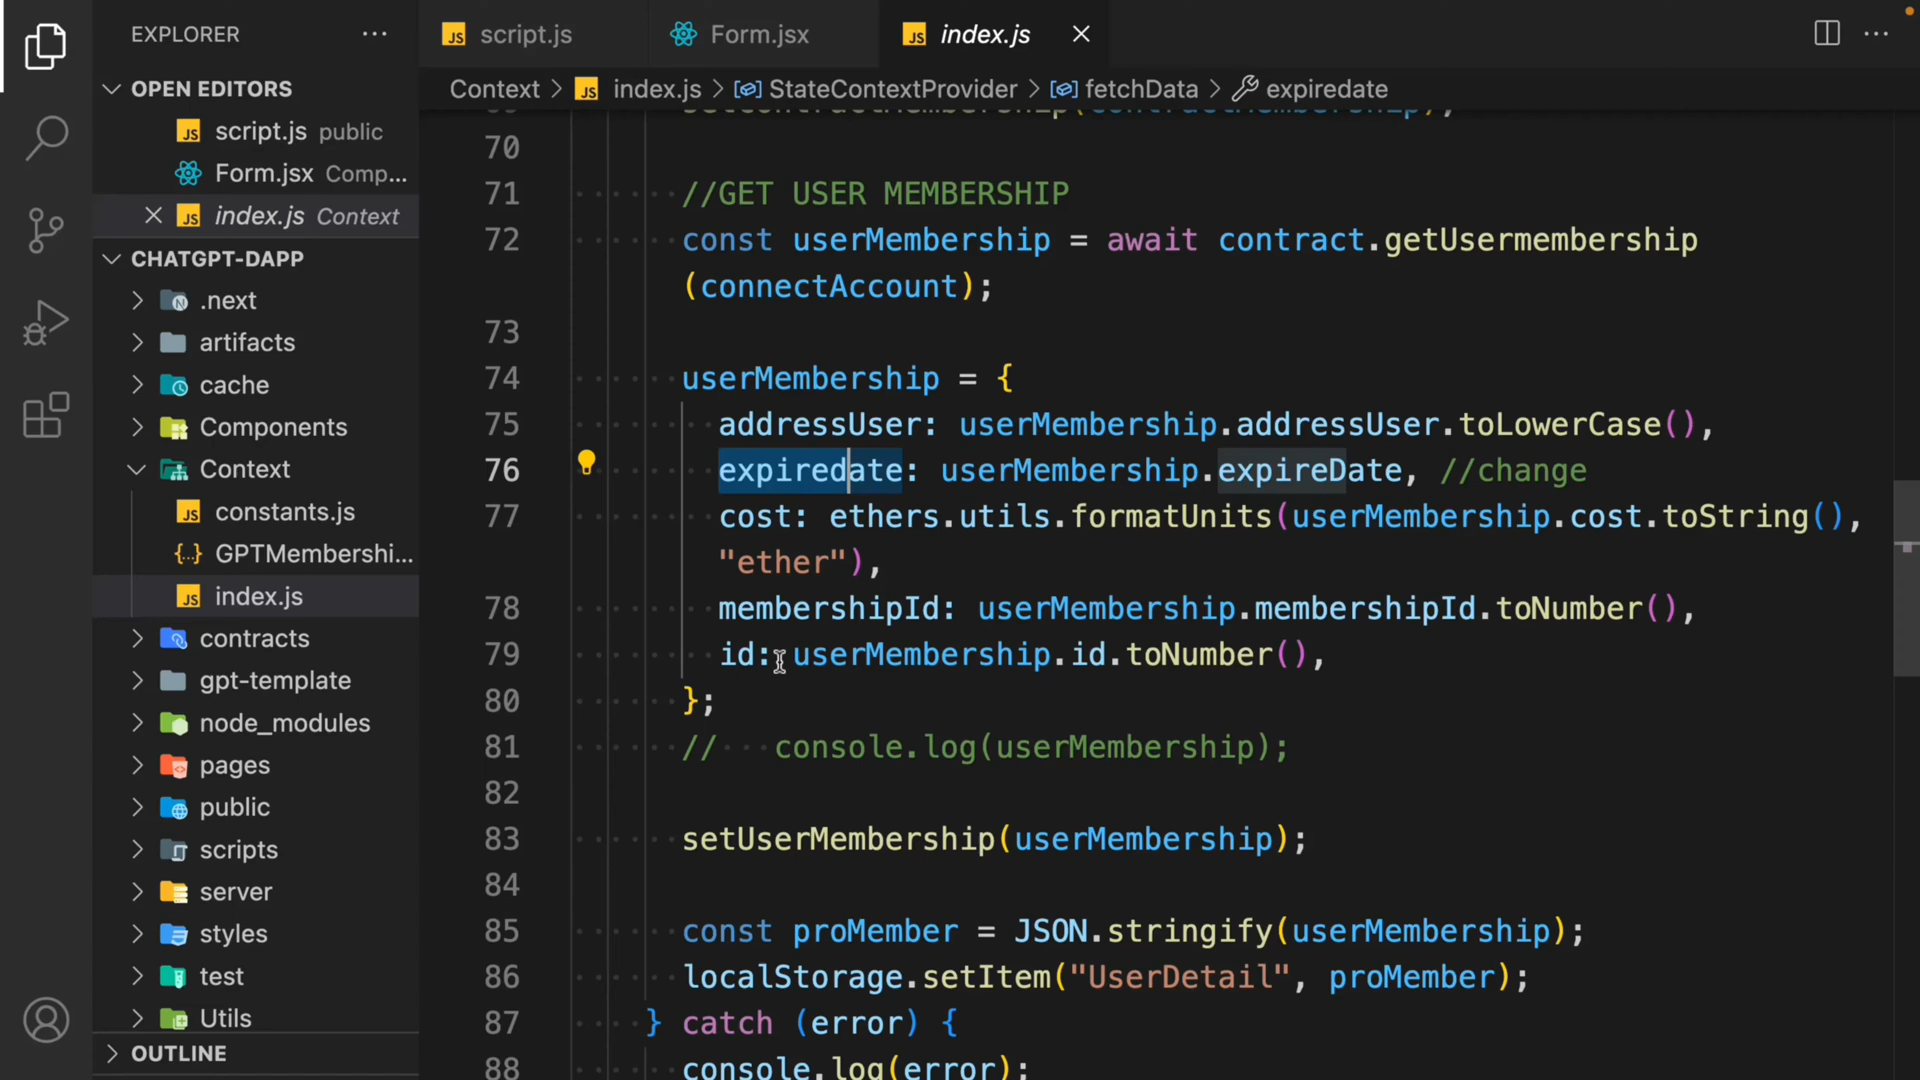 EXPLORER
script.js
Form.jsx
index.js
Context
index.js
StateContextProvider
fetchData
expiredate
OPEN EDITORS
script.js public
Form.jsx Comp...
index.js Context
CHATGPT-DAPP
.next
artifacts
cache
Components
Context
constants.js
GPTMembershi...
index.js
contracts
gpt-template
node_modules
pages
public
scripts
server
styles
test
Utils
OUTLINE
setContractMembership(contractMembership);
70
71 //GET USER MEMBERSHIP
72 const userMembership = await contract.getUsermembership
(connectAccount);
73
74 userMembership = {
75 addressUser: userMembership.addressUser.toLowerCase(),
76 expiredate: userMembership.expireDate, //change
77 cost: ethers.utils.formatUnits(userMembership.cost.toString(),
"ether"),
78 membershipId: userMembership.membershipId.toNumber(),
79 id: userMembership.id.toNumber(),
80 };
81 // console.log(userMembership);
82
83 setUserMembership(userMembership);
84
85 const proMember = JSON.stringify(userMembership);
86 localStorage.setItem("UserDetail", proMember);
87 } catch (error) {
88 console.log(error);